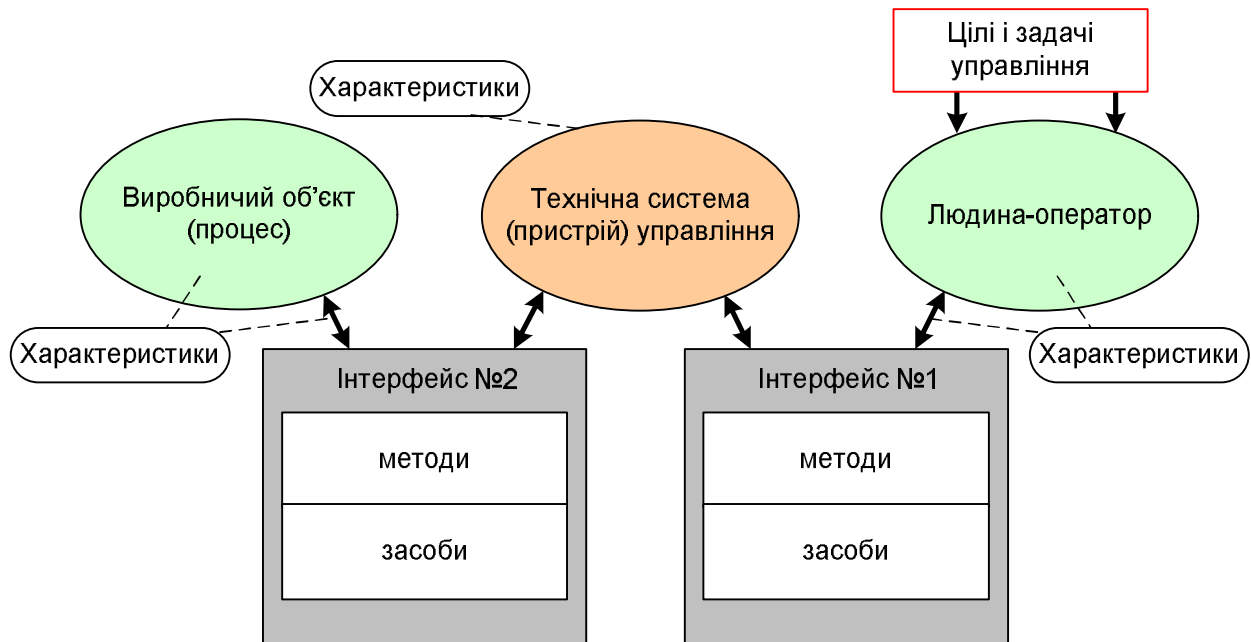 Цілі і задачі
управління
Характеристики
Виробничий об’єкт
(процес)
Технічна система
(пристрій) управління
Людина-оператор
Характеристики
Характеристики
Інтерфейс №2
методи
засоби
Інтерфейс №1
методи
засоби